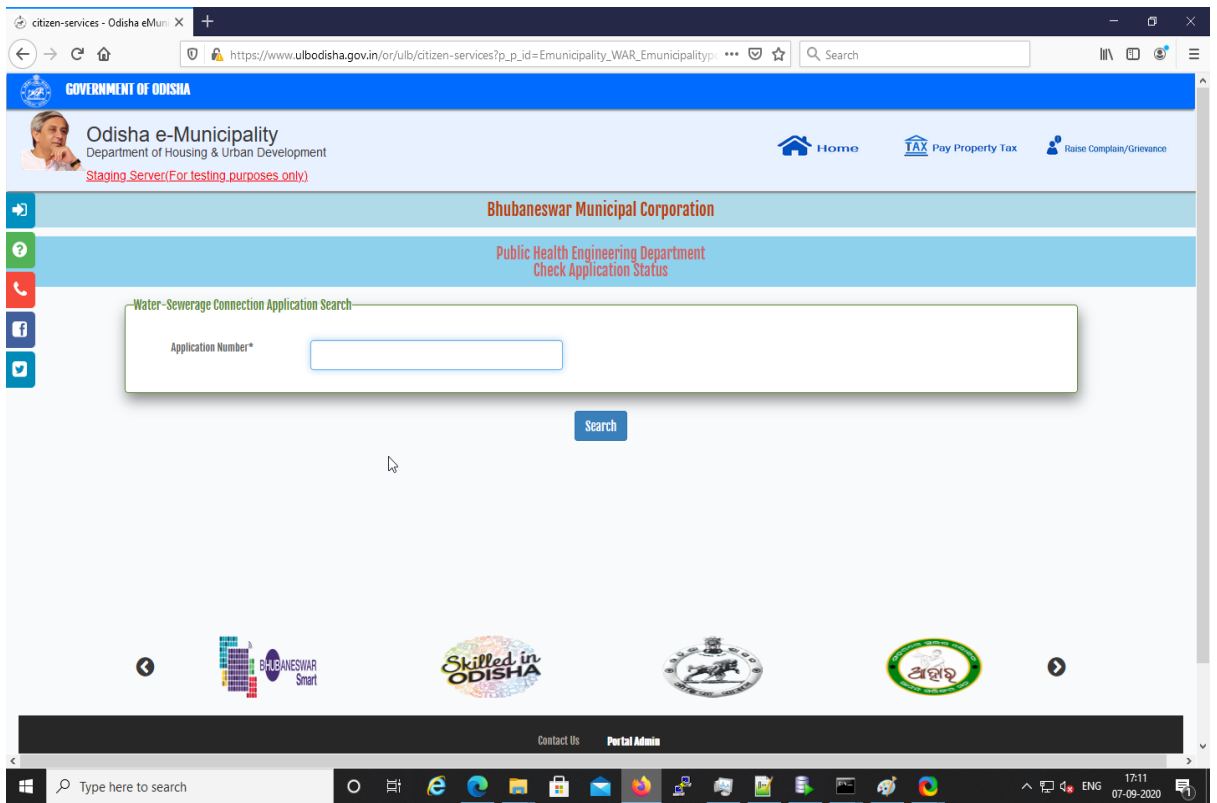 citizen-services - Odisha eMuni
https://www.ulbodisha.gov.in/or/ulb/citizen-services?p_p_id=Emunicipality_WAR_Emunicipalityp
Search
GOVERNMENT OF ODISHA
Odisha e-Municipality
Department of Housing & Urban Development
Staging Server(For testing purposes only)
Home
TAX Pay Property Tax
Raise Complain/Grievance
Bhubaneswar Municipal Corporation
Public Health Engineering Department
Check Application Status
Water-Sewerage Connection Application Search
Application Number*
Search
BHUBANESWAR
Smart
Skilled in
ODISHA
ଆହାର
Contact Us Portal Admin
Type here to search
ENG
17:11
07-09-2020